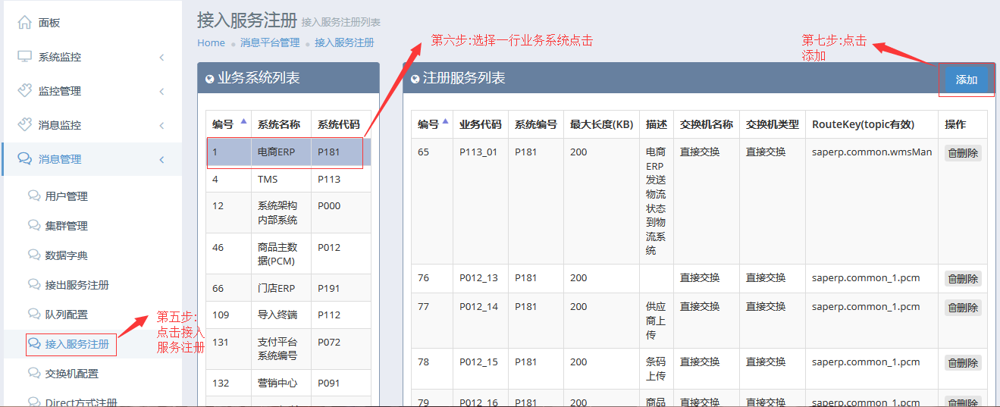 面板
系统监控
监控管理
消息监控
消息管理
用户管理
集群管理
数据字典
接出服务注册
队列配置
接入服务注册
交换机配置
Direct方式注册
第五步:
点击接入
服务注册
接入服务注册 接入服务注册列表
Home 消息平台管理 接入服务注册
第六步:选择一行业务系统点击
第七步:点击
添加
业务系统列表
编号 系统名称 系统代码
1 电商ERP P181
4 TMS P113
12 系统架构 P000
内部系统
46 商品主数 P012
据(PCM)
66 门店ERP P191
109 导入终端 P112
131 支付平台 P072
系统编号
132 营销中心 P091
注册服务列表 添加
编号 业务代码 系统编号 最大长度(KB) 描述 交换机名称 交换机类型 RouteKey(topic有效) 操作
65 P113_01 P181 200 电商 直接交换 直接交换 saperp.common.wmsMan 删除
ERP
发送
物流
状态
到物
流系
统
76 P012_13 P181 200 直接交换 直接交换 saperp.common_1.pcm 删除
77 P012_14 P181 200 供应 直接交换 直接交换 saperp.common_1.pcm 删除
商上
传
78 P012_15 P181 200 条码 直接交换 直接交换 saperp.common_1.pcm 删除
上传
79 P012_16 P181 200 商品 直接交换 直接交换 saperp.common_1.pcm 删除